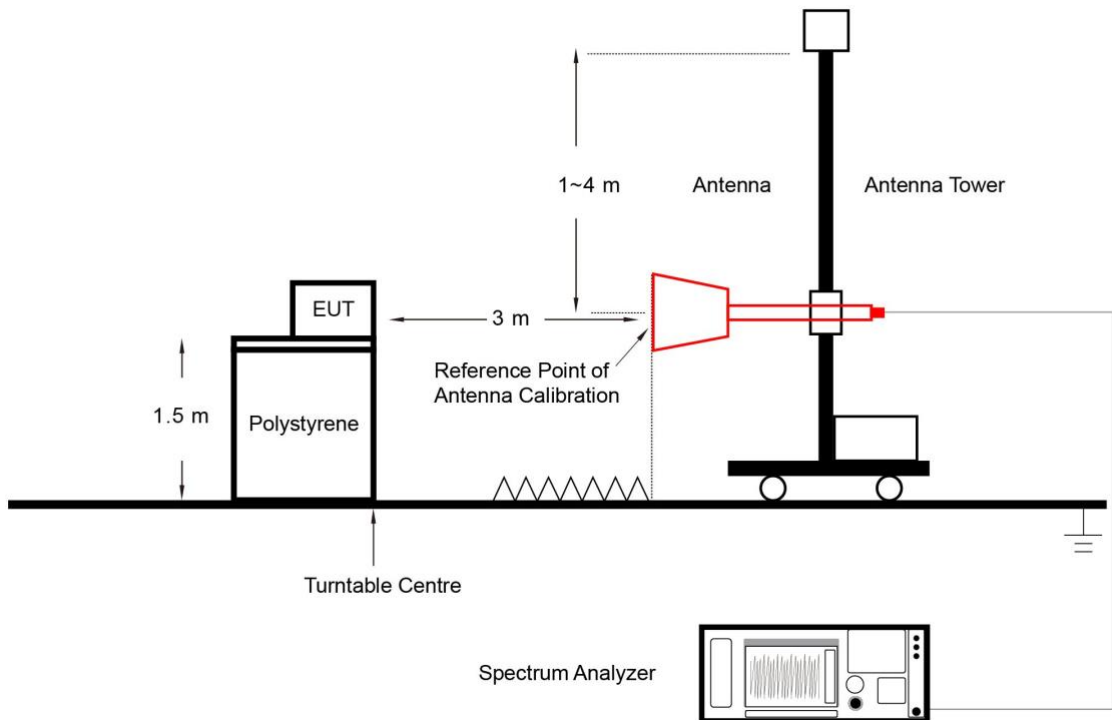 1~4 m
Antenna
Antenna Tower
EUT
3 m
Reference Point of
Antenna Calibration
1.5 m
Polystyrene
Turntable Centre
Spectrum Analyzer